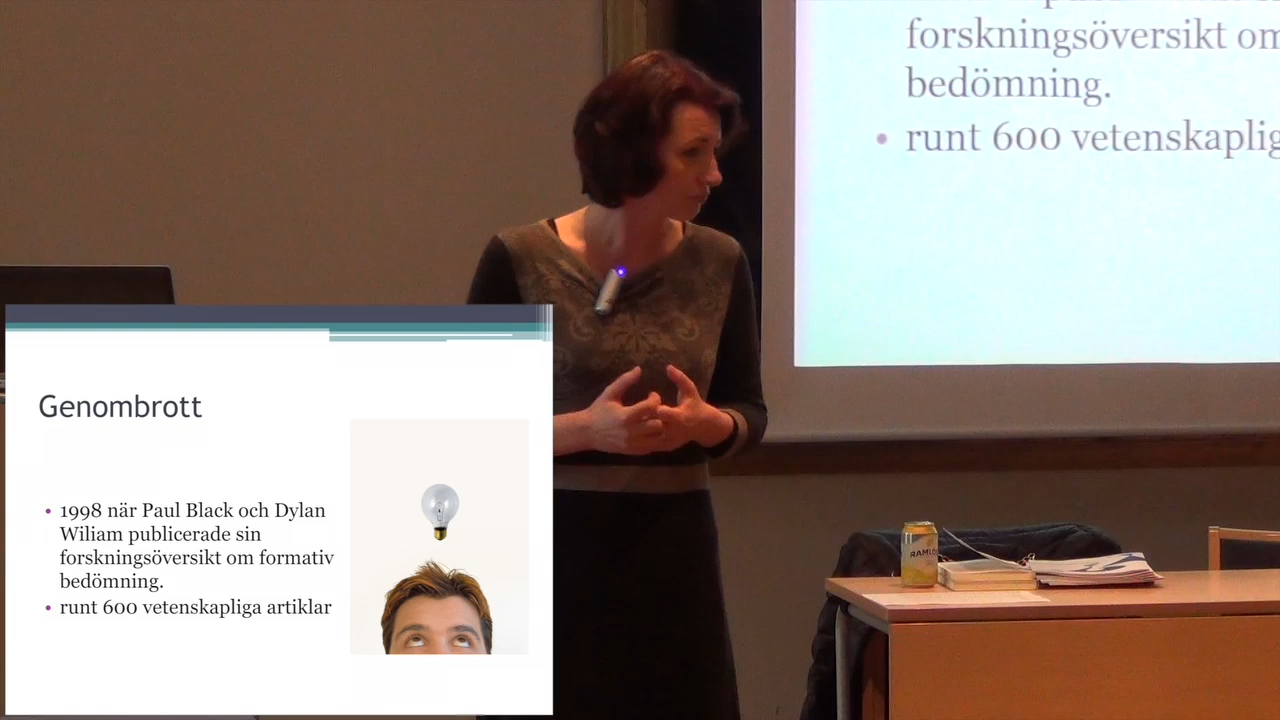 forskningsöversikt om
bedömning.
• runt 600
Genombrott
• 1998 när Paul Black och Dylan
Wiliam publicerade sin
forskningsöversikt om formativ
bedömning.
• runt 600 vetenskapliga artiklar